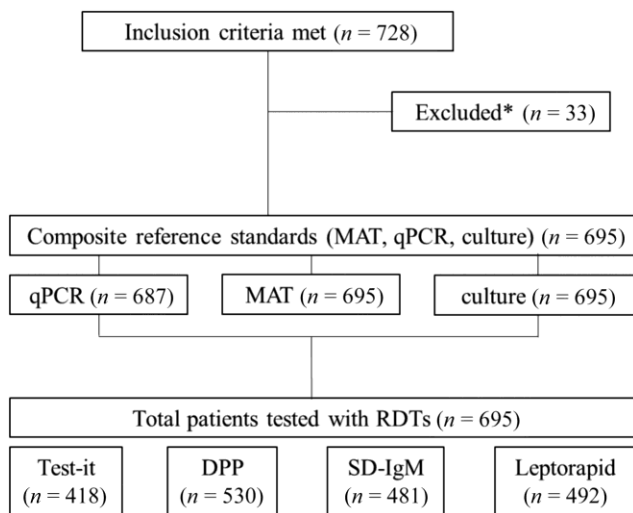 Inclusion criteria met (n = 728)
Excluded* (n = 33)
Composite reference standards (MAT, qPCR, culture) (n = 695)
qPCR (n = 687)
MAT (n = 695)
culture (n = 695)
Total patients tested with RDTs (n = 695)
Test-it
(n = 418)
DPP
(n = 530)
SD-IgM
(n = 481)
Leptorapid
(n = 492)